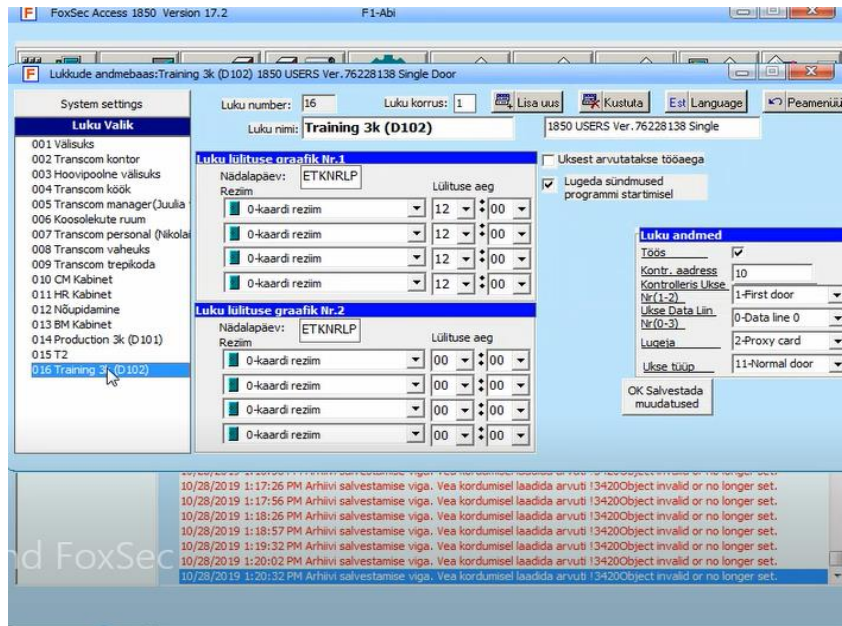 FoxSec Access 1850 Version 17.2
F1-Abi
Lukkude andmebaas:Training 3k (D102) 1850 USERS Ver.76228138 Single Door
System settings
Luku number: 16 Luku korrus: 1 Lisa uus Kustuta Est Language Peamenüü
Luku Valik
Luku nimi: Training 3k (D102) 1850 USERS Ver.76228138 Single
001 Välisuks
002 Transcom kontor
003 Hoovipoolne välisuks
004 Transcom köök
005 Transcom manager(Juulia
006 Koosolekute ruum
007 Transcom personal (Nikolai
008 Transcom vaheuks
009 Transcom trepikoda
010 CM Kabinet
011 HR Kabinet
012 Nõupidamine
013 BM Kabinet
014 Production 3k (D101)
015 T2
016 Training 3k (D102)
Luku lülituse graafik Nr.1
Nädalapäev: ETKNRLP
Reziim Lülituse aeg
0-kaardi reziim 12 : 00
0-kaardi reziim 12 : 00
0-kaardi reziim 12 : 00
0-kaardi reziim 12 : 00
Luku lülituse graafik Nr.2
Nädalapäev: ETKNRLP
Reziim Lülituse aeg
0-kaardi reziim 00 : 00
0-kaardi reziim 00 : 00
0-kaardi reziim 00 : 00
0-kaardi reziim 00 : 00
Uksest arvutatakse tööaega
Lugeda sündmused
programmi startimisel
Luku andmed
Töös
Kontr. aadress 10
Kontrolleris Ukse
Nr(1-2) 1-First door
Ukse Data Liin
Nr(0-3) 0-Data line 0
Lugeja 2-Proxy card
Ukse tüüp 11-Normal door
OK Salvestada
muudatused
10/28/2019 1:17:26 PM Arhiivi salvestamise viga. Vea kordumisel laadida arvuti !3420Object invalid or no longer set.
10/28/2019 1:17:56 PM Arhiivi salvestamise viga. Vea kordumisel laadida arvuti !3420Object invalid or no longer set.
10/28/2019 1:18:26 PM Arhiivi salvestamise viga. Vea kordumisel laadida arvuti !3420Object invalid or no longer set.
10/28/2019 1:18:57 PM Arhiivi salvestamise viga. Vea kordumisel laadida arvuti !3420Object invalid or no longer set.
10/28/2019 1:19:32 PM Arhiivi salvestamise viga. Vea kordumisel laadida arvuti !3420Object invalid or no longer set.
10/28/2019 1:20:02 PM Arhiivi salvestamise viga. Vea kordumisel laadida arvuti !3420Object invalid or no longer set.
10/28/2019 1:20:32 PM Arhiivi salvestamise viga. Vea kordumisel laadida arvuti !3420Object invalid or no longer set.
nd FoxSec